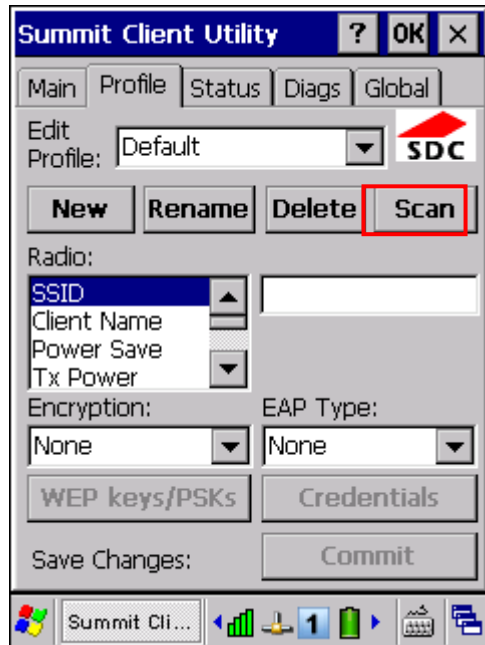 Summit Client Utility ? OK ×
Main Profile Status Diags Global
Edit Profile: Default
SDC
New Rename Delete Scan
Radio:
SSID
Client Name
Power Save
Tx Power
Encryption: EAP Type:
None None
WEP keys/PSKs Credentials
Save Changes: Commit
Summit Cli... 1